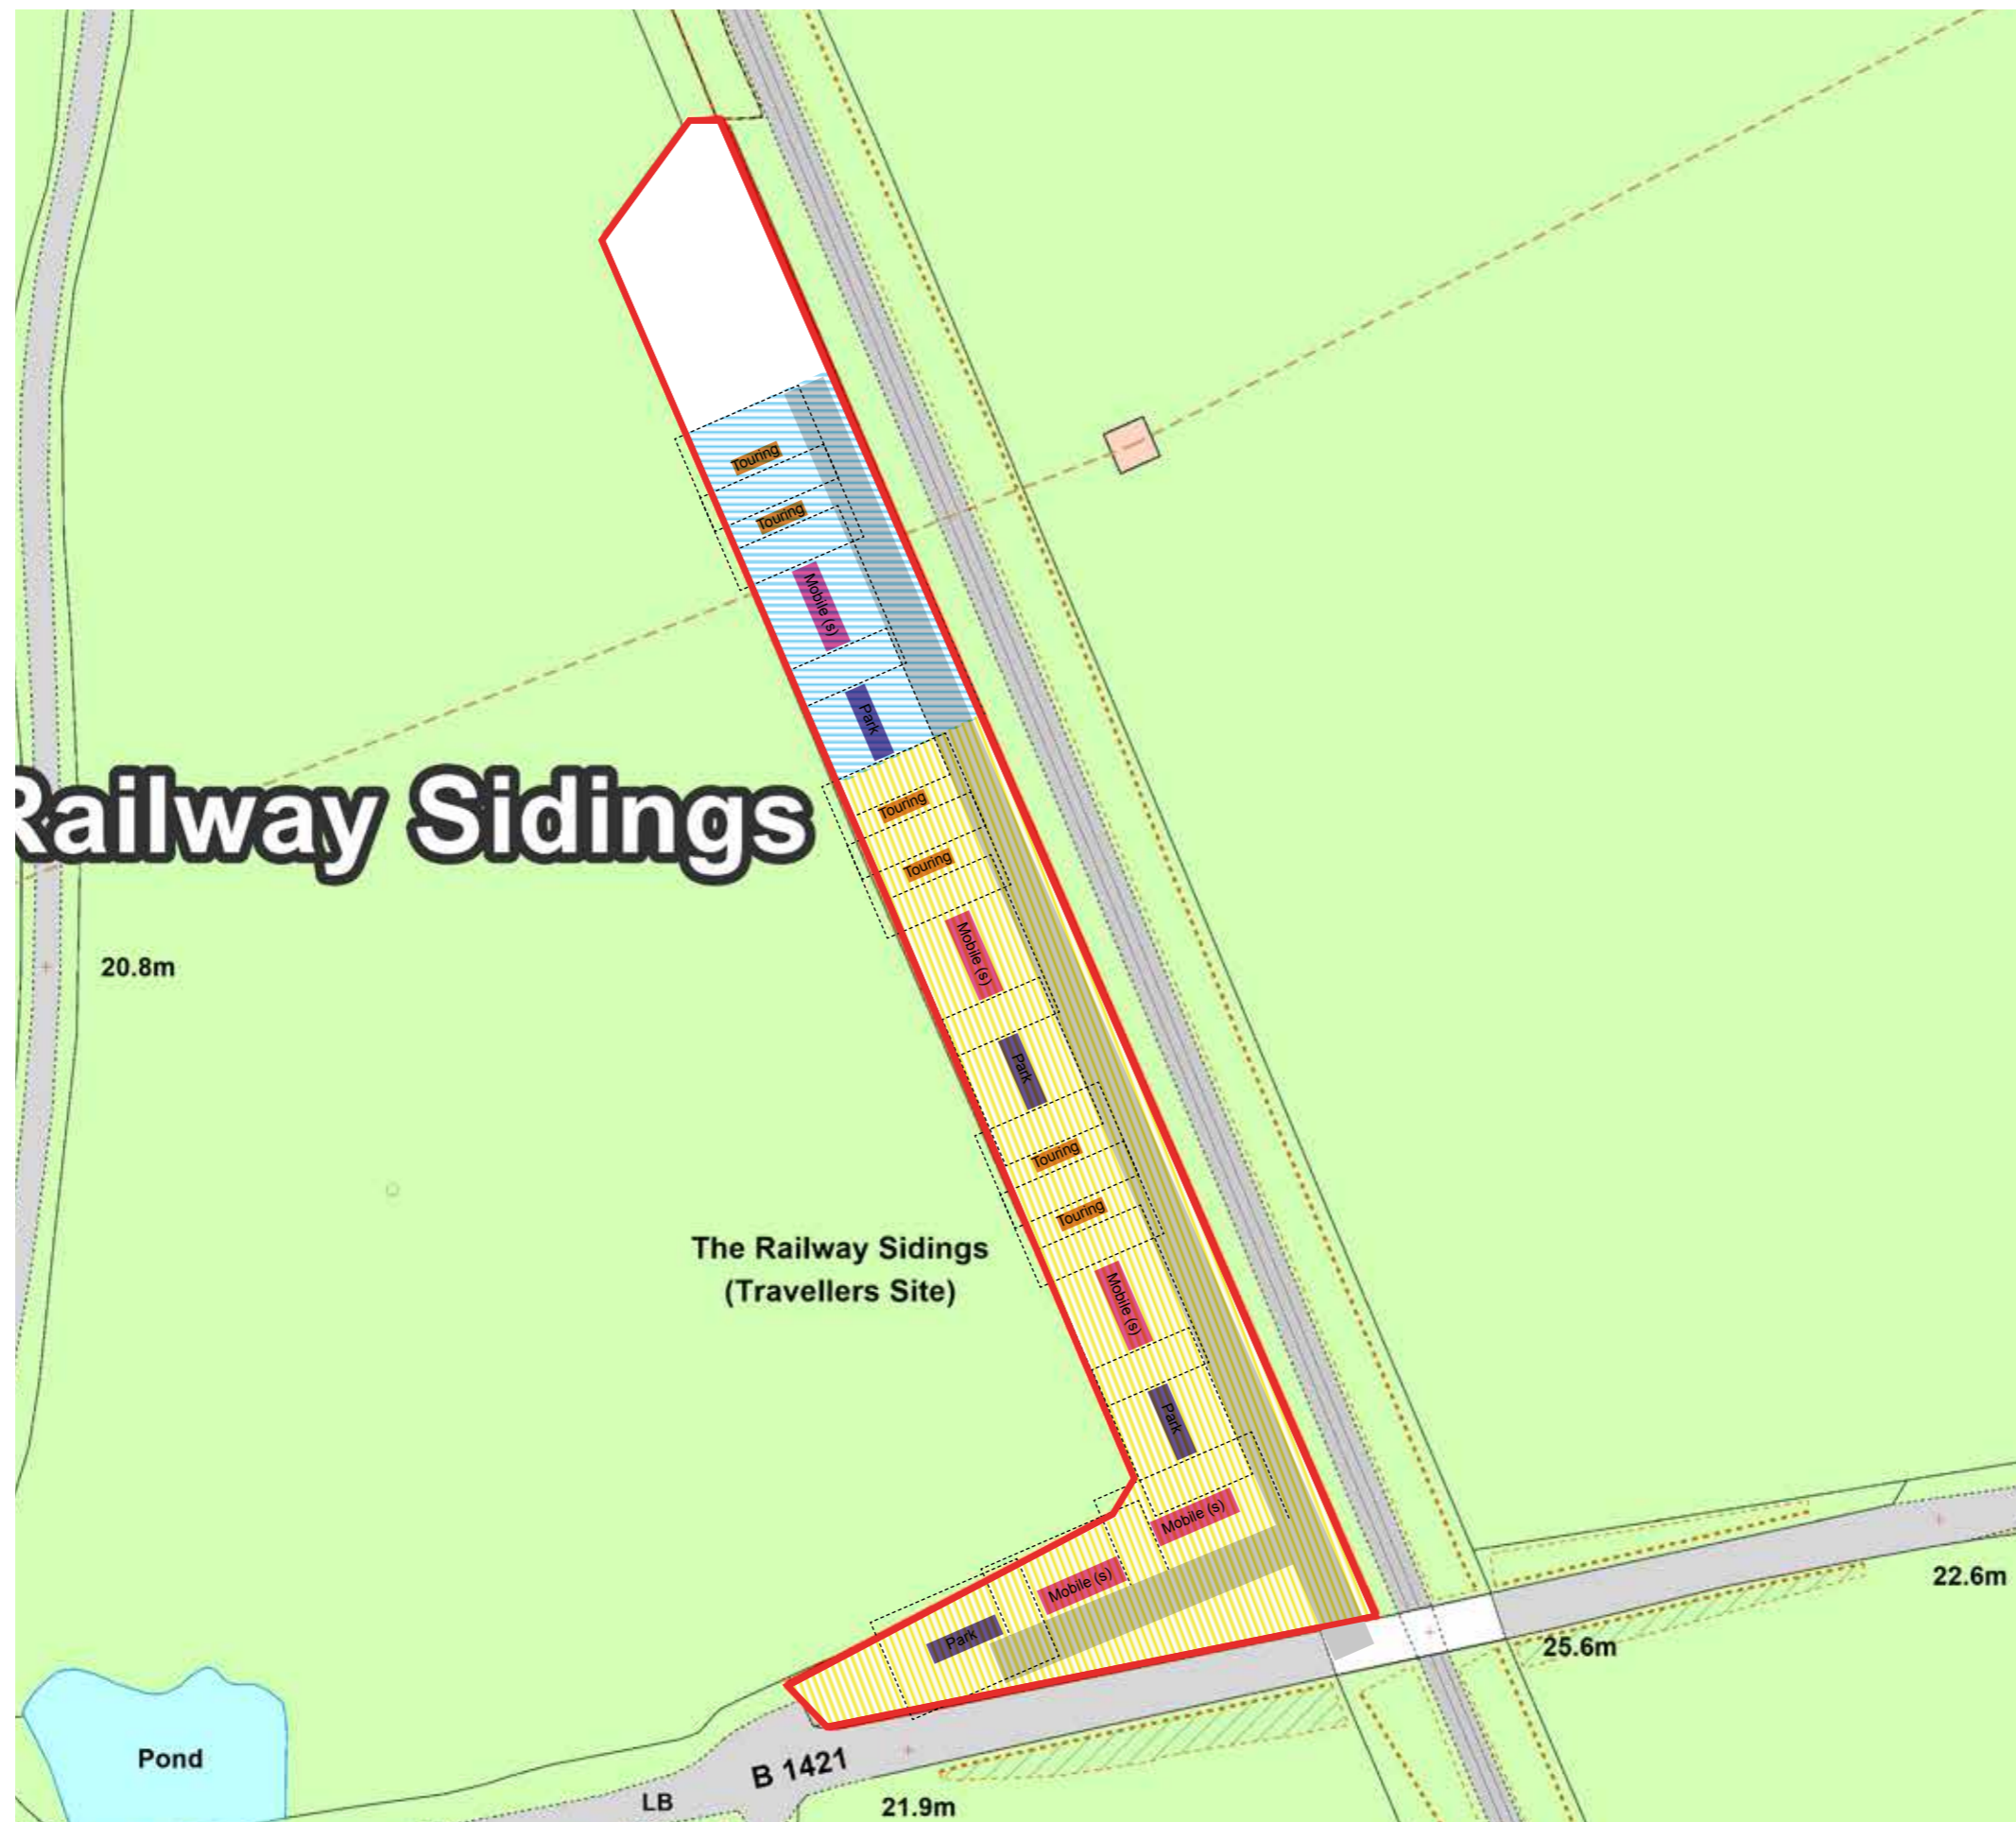 Touring
Touring
Mobile (s)
Park
Railway Sidings
Touring
Touring
20.8m
Mobile (s)
Park
Touring
Touring
The Railway Sidings
(Travellers Site)
Mobile (s)
Park
Mobile (s)
Mobile (s)
Park
22.6m
25.6m
Pond
B 1421
LB
21.9m